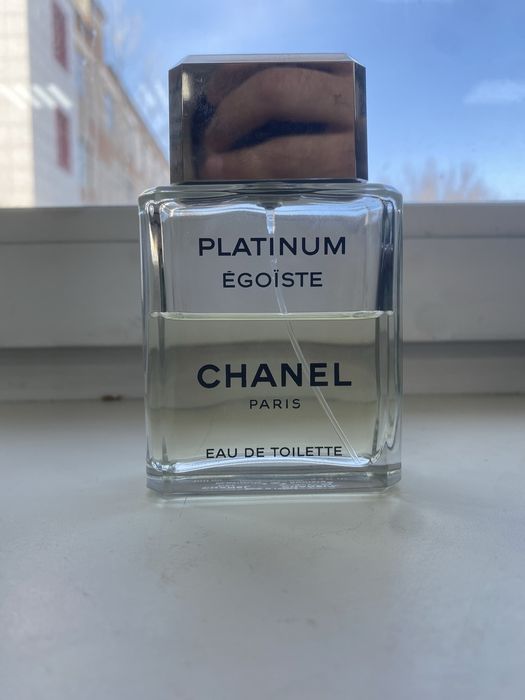 PLATINUM
ÉGOÏSTE
CHANEL
PARIS
EAU DE TOILETTE